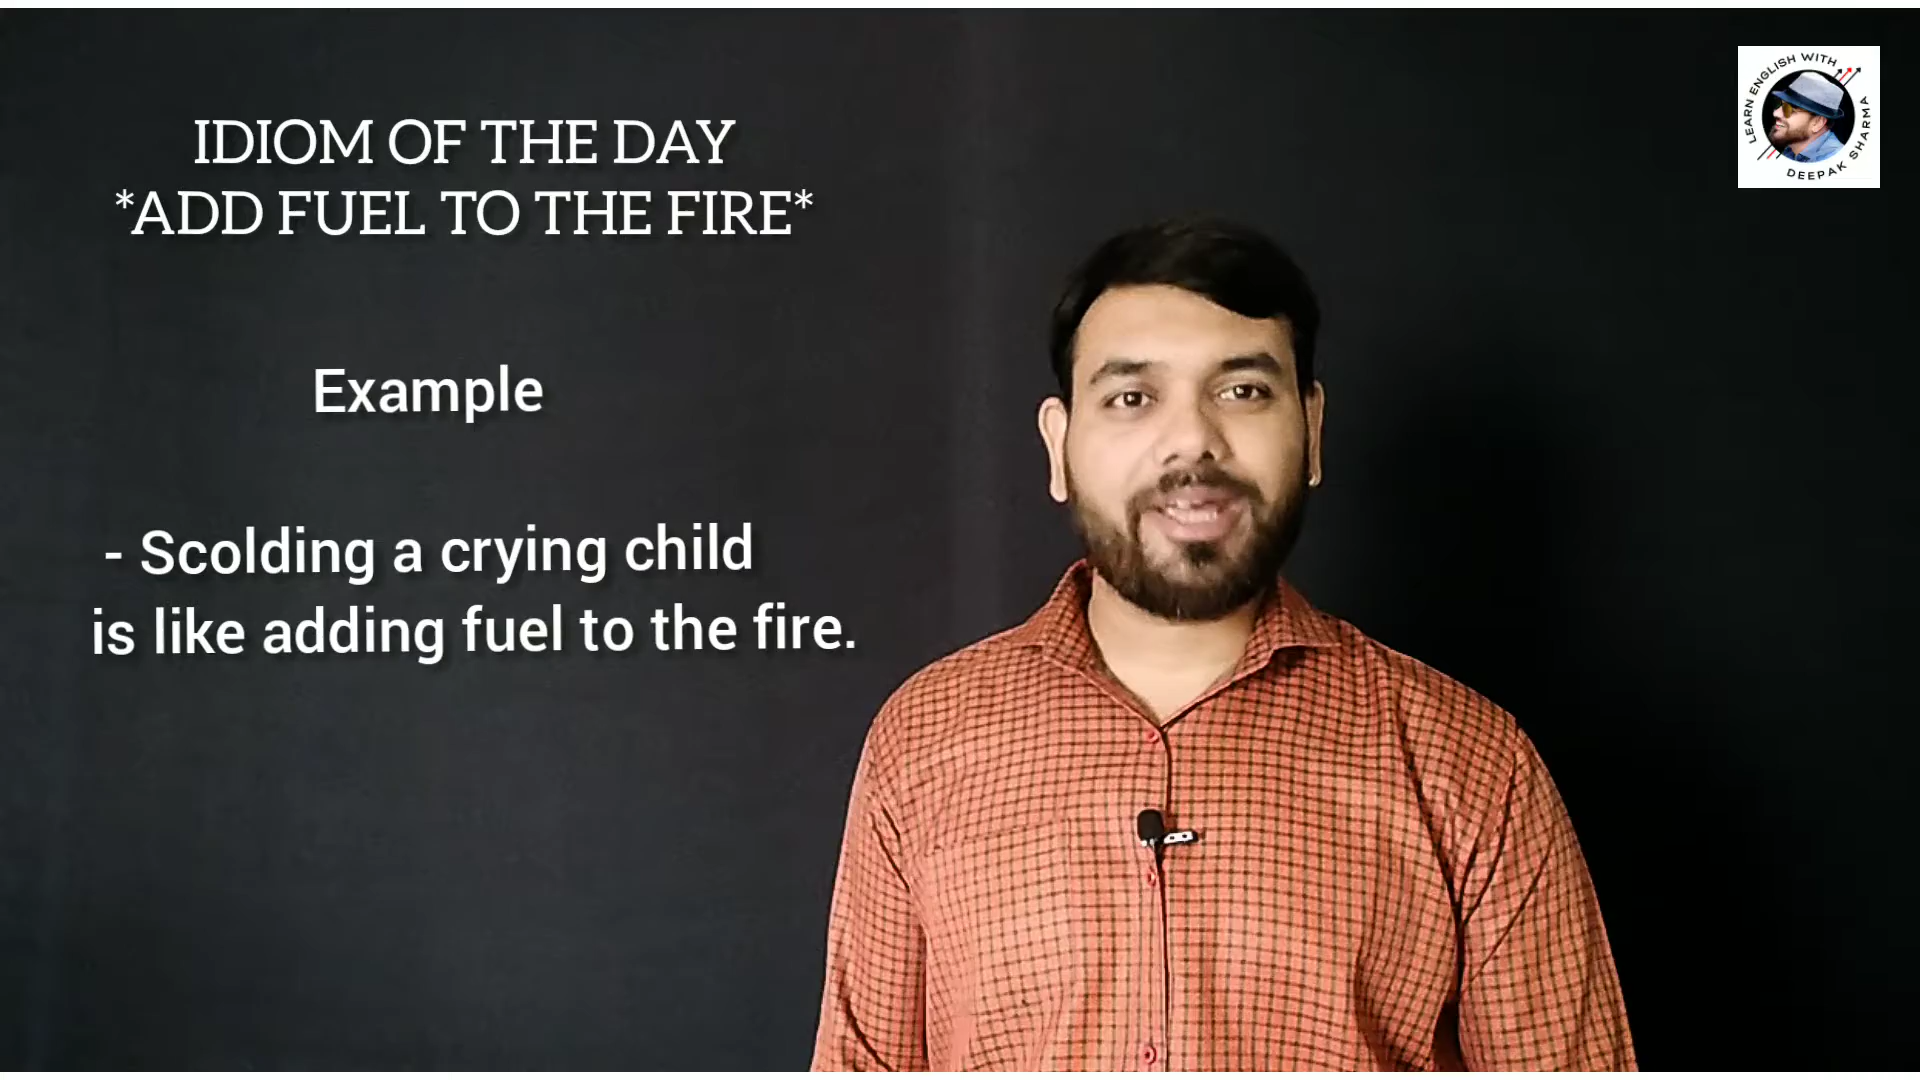 IDIOM OF THE DAY
*ADD FUEL TO THE FIRE*
LEARN ENGLISH WITH
DEEPAK SHARMA
Example
- Scolding a crying child
is like adding fuel to the fire.